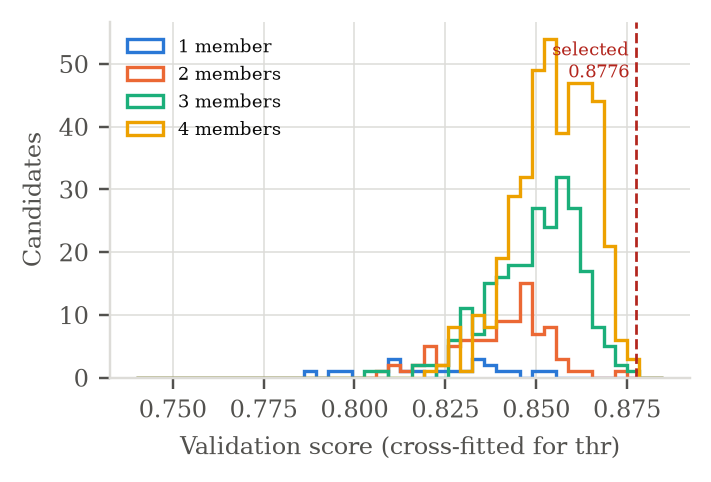 1 member
2 members
3 members
4 members
selected
0.8776
50
40
30
20
10
0
Candidates
0.750 0.775 0.800 0.825 0.850 0.875
Validation score (cross-fitted for thr)